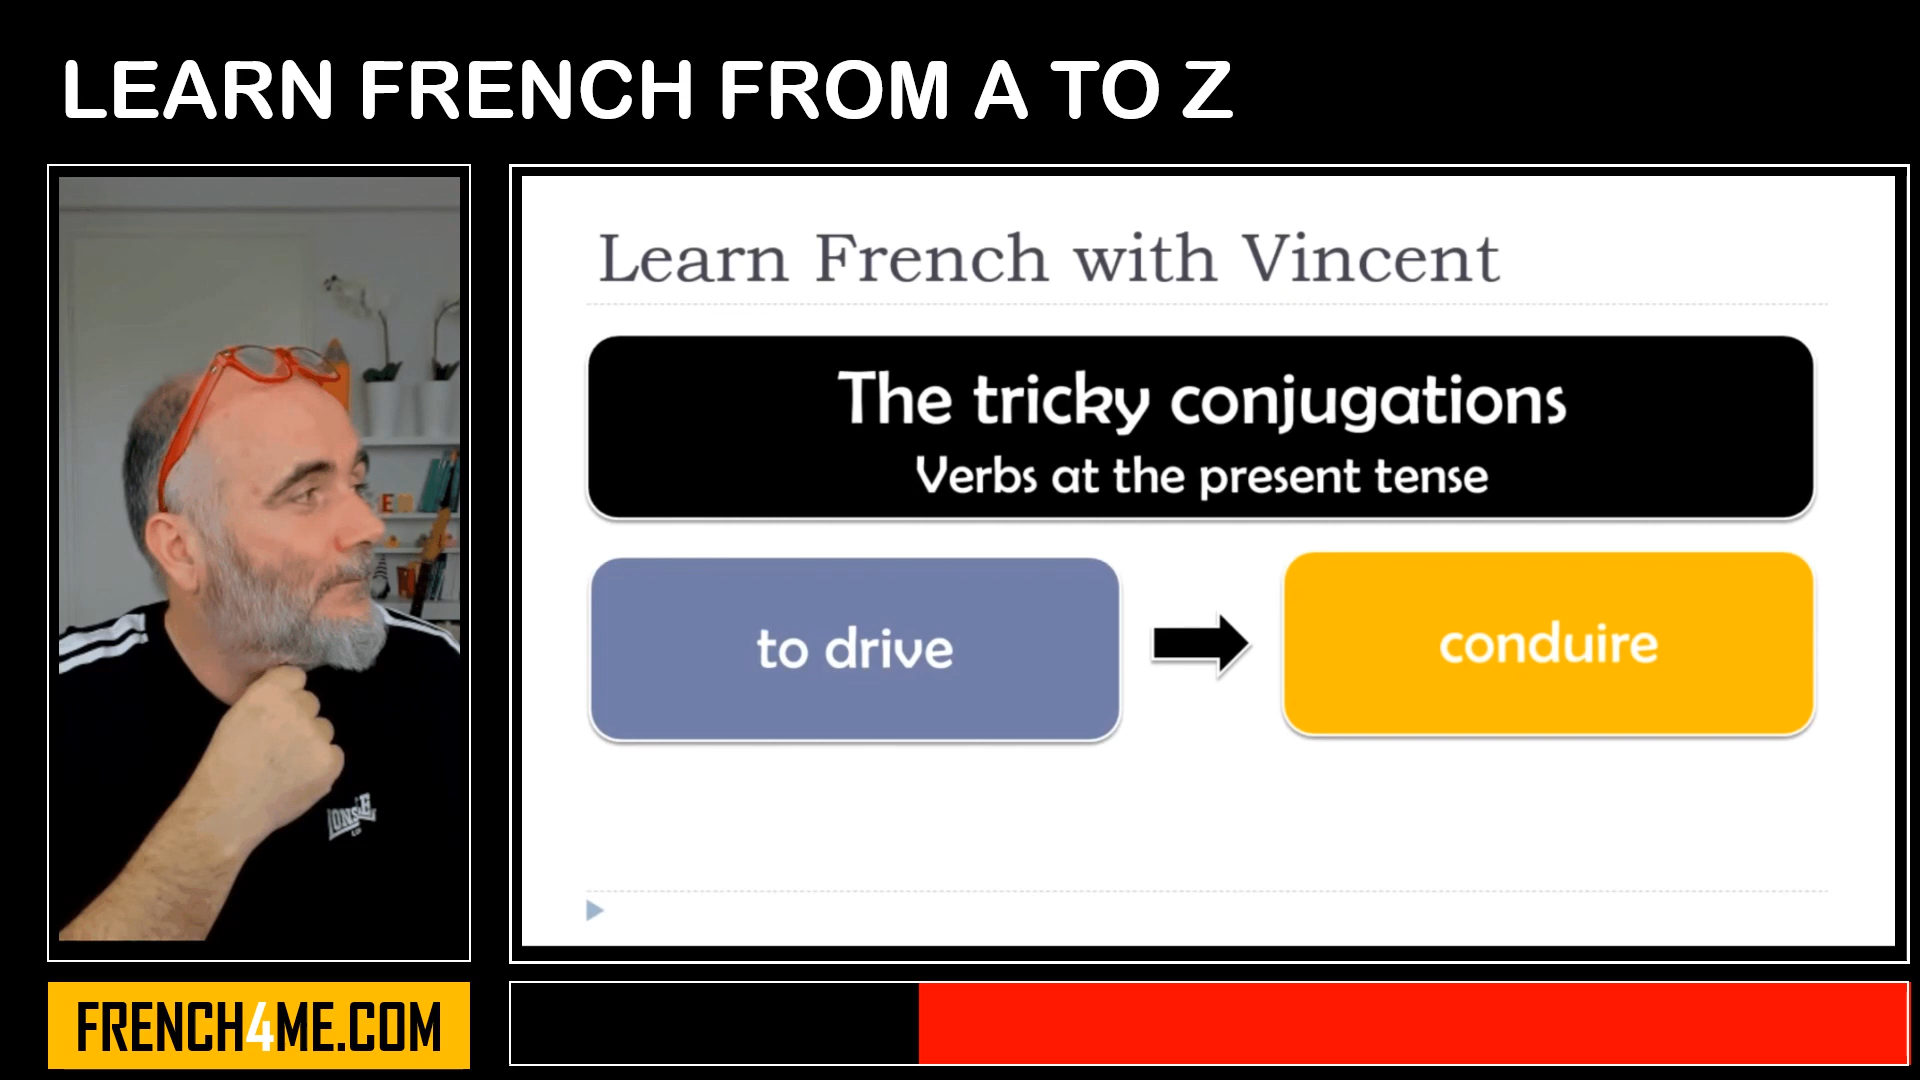 LEARN FRENCH FROM A TO Z
Learn French with Vincent
The tricky conjugations
Verbs at the present tense
to drive
conduire
LONSDALE
FRENCH4ME.COM